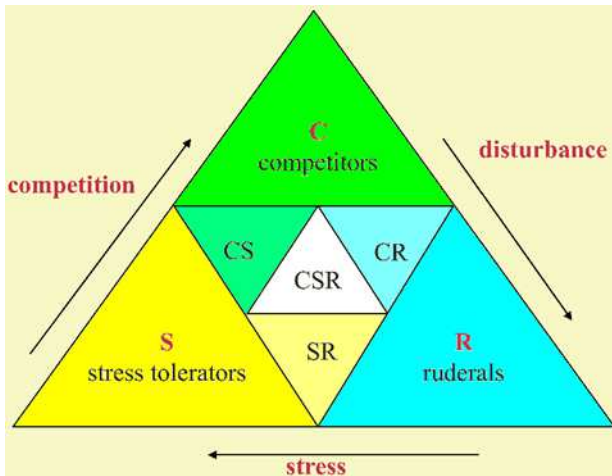 C
competitors
disturbance
competition
CS
CR
CSR
S
stress tolerators
SR
R
ruderals
stress